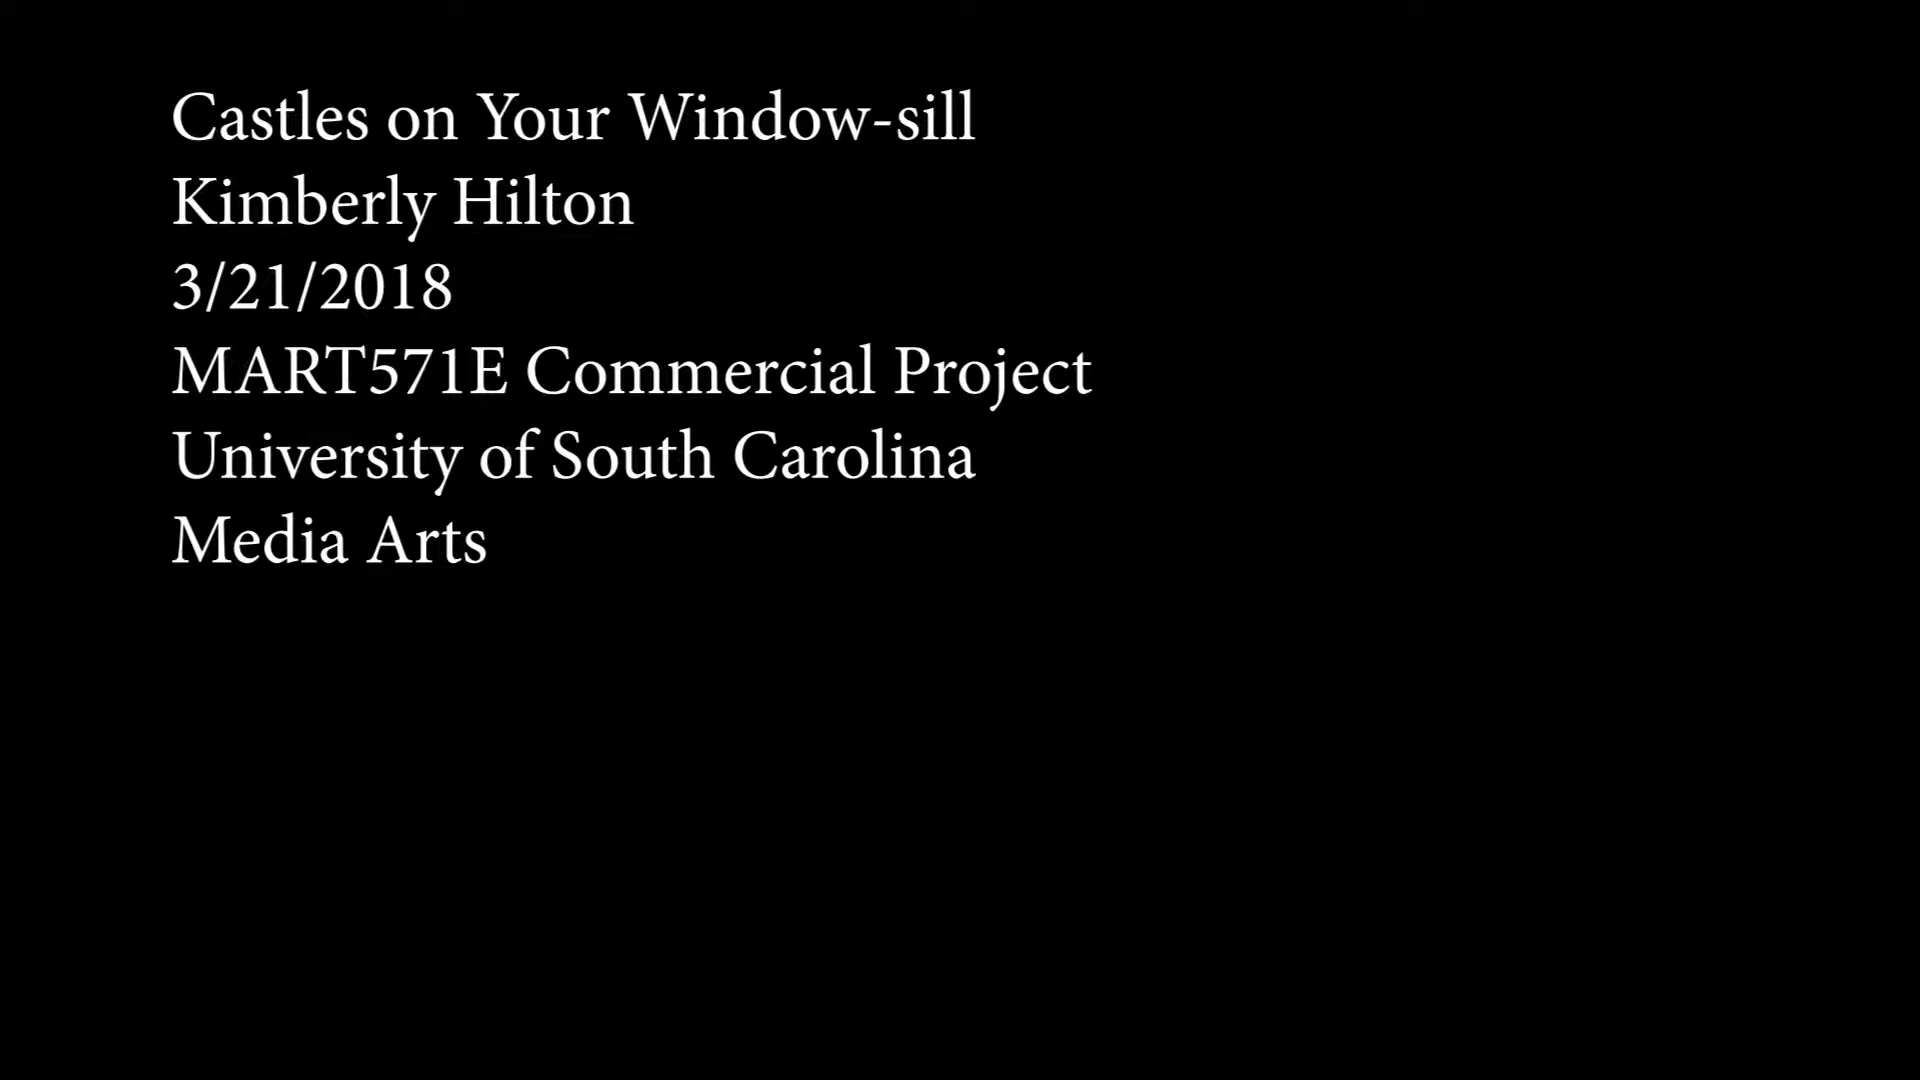 Castles on Your Window-sill
Kimberly Hilton
3/21/2018
MART571E Commercial Project
University of South Carolina
Media Arts